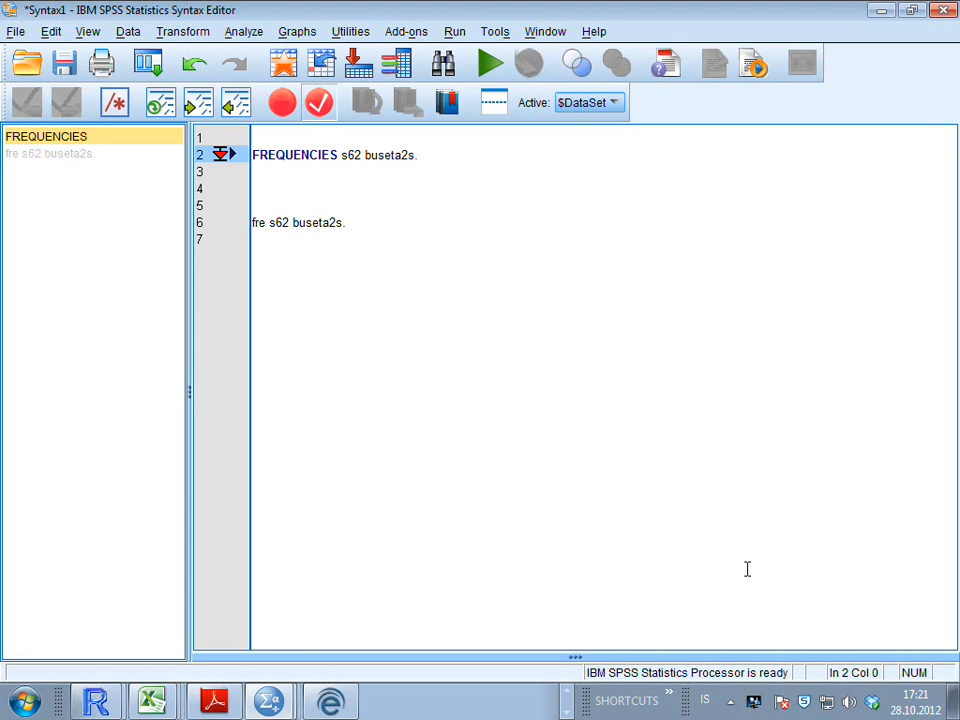 *Syntax1 - IBM SPSS Statistics Syntax Editor
File Edit View Data Transform Analyze Graphs Utilities Add-ons Run Tools Window Help
Active: $DataSet
FREQUENCIES
fre s62 buseta2s.
1
2 FREQUENCIES s62 buseta2s.
3
4
5
6 fre s62 buseta2s.
7
IBM SPSS Statistics Processor is ready In 2 Col 0 NUM
SHORTCUTS » IS 17:21
28.10.2012